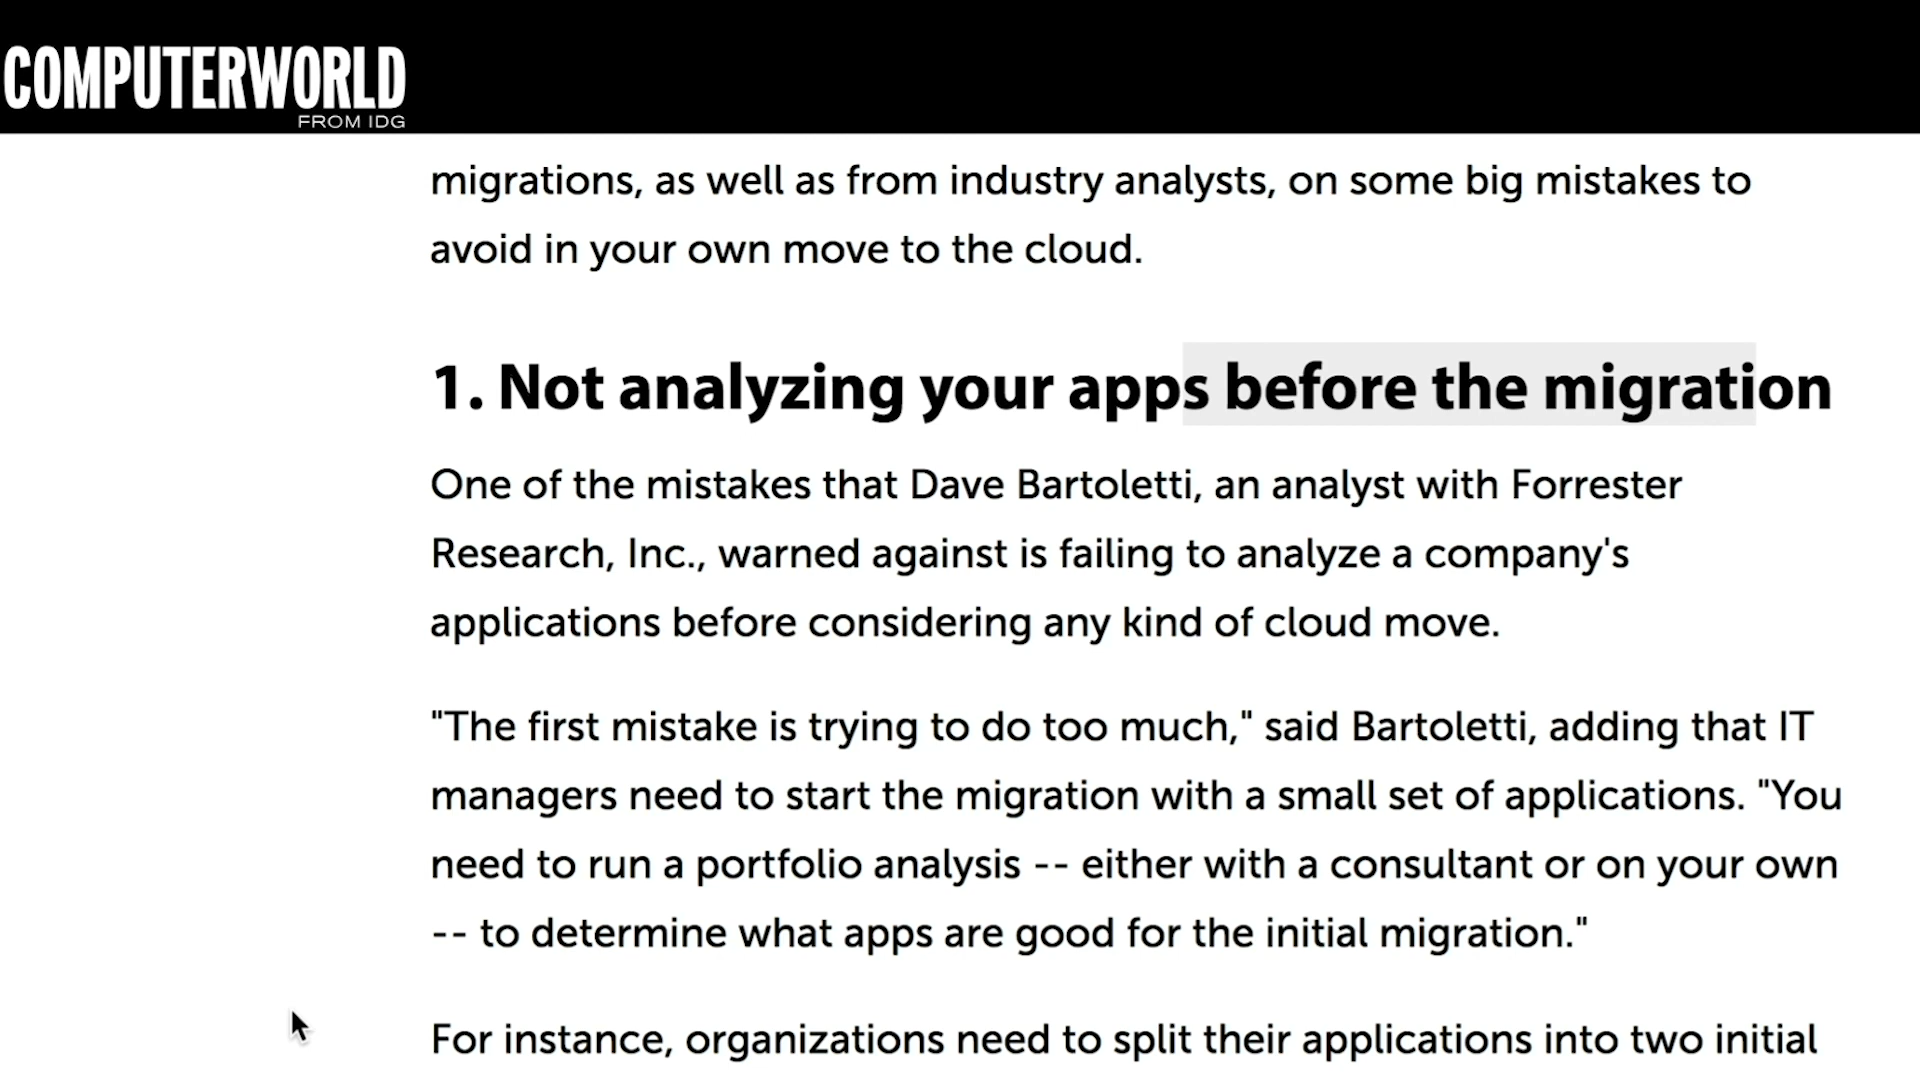 COMPUTERWORLD
FROM IDG
migrations, as well as from industry analysts, on some big mistakes to
avoid in your own move to the cloud.
1. Not analyzing your apps before the migration
One of the mistakes that Dave Bartoletti, an analyst with Forrester
Research, Inc., warned against is failing to analyze a company's
applications before considering any kind of cloud move.
"The first mistake is trying to do too much," said Bartoletti, adding that IT
managers need to start the migration with a small set of applications. "You
need to run a portfolio analysis -- either with a consultant or on your own
-- to determine what apps are good for the initial migration."
For instance, organizations need to split their applications into two initial